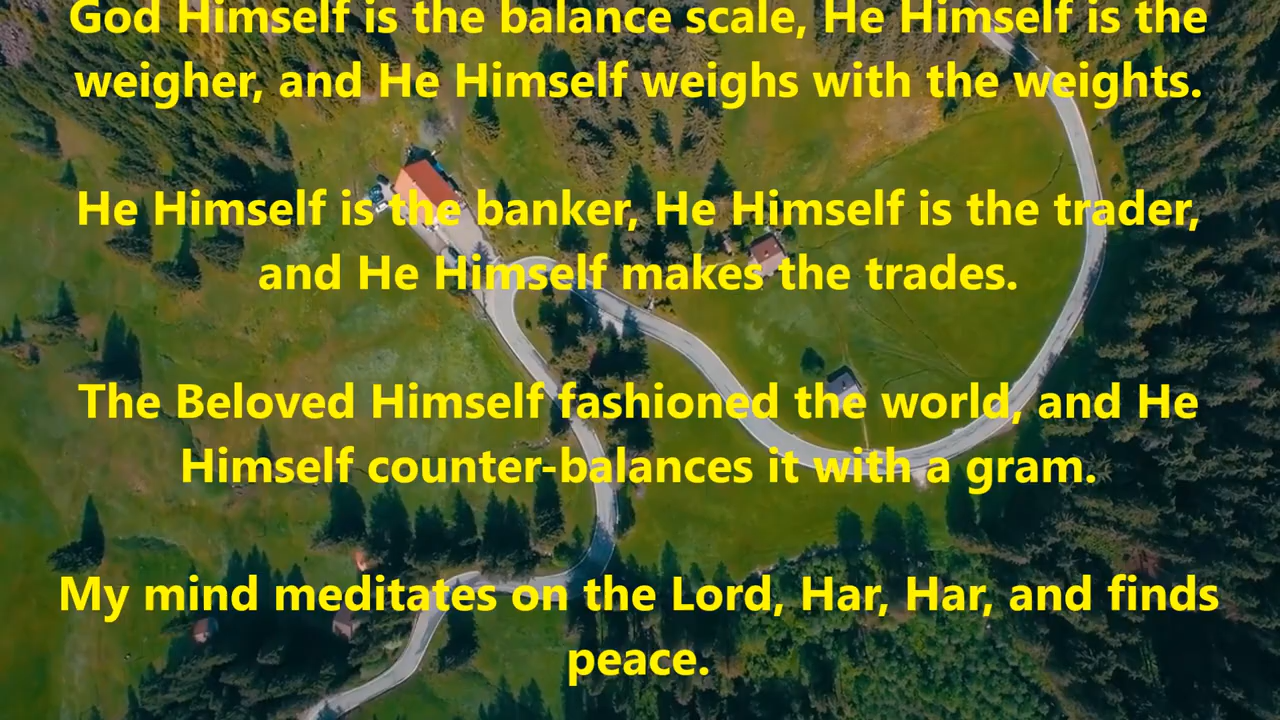 God Himself is the balance scale, He Himself is the
weigher, and He Himself weighs with the weights.
He Himself is the banker, He Himself is the trader,
and He Himself makes the trades.
The Beloved Himself fashioned the world, and He
Himself counter-balances it with a gram.
My mind meditates on the Lord, Har, Har, and finds
peace.